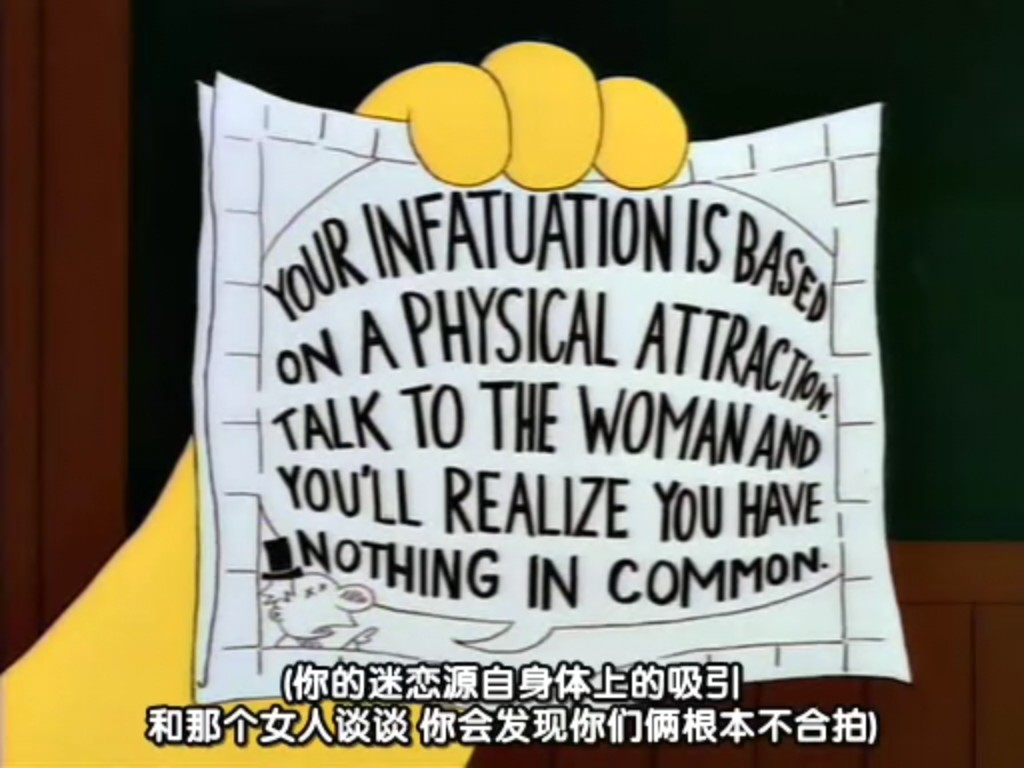 YOUR INFATUATION IS BASED
ON A PHYSICAL ATTRACTION.
TALK TO THE WOMAN AND
YOU'LL REALIZE YOU HAVE
NOTHING IN COMMON.
(你的迷恋源自身体上的吸引
和那个女人谈谈 你会发现你们俩根本不合拍)